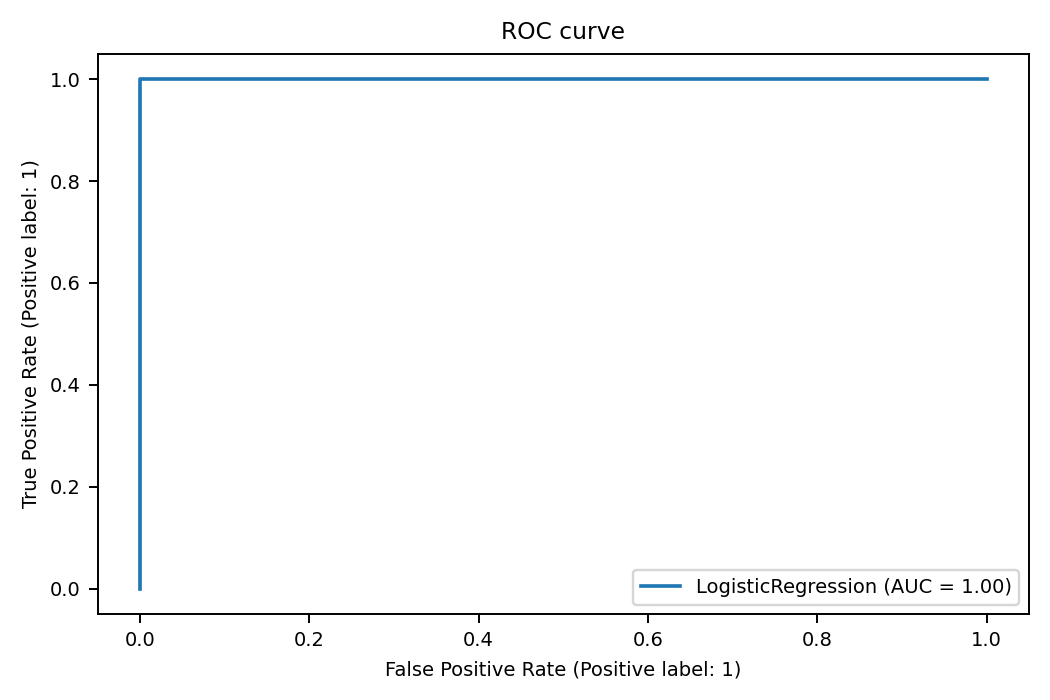 ROC curve
True Positive Rate (Positive label: 1)
1.0
0.8
0.6
0.4
0.2
0.0
LogisticRegression (AUC = 1.00)
0.0 0.2 0.4 0.6 0.8 1.0
False Positive Rate (Positive label: 1)